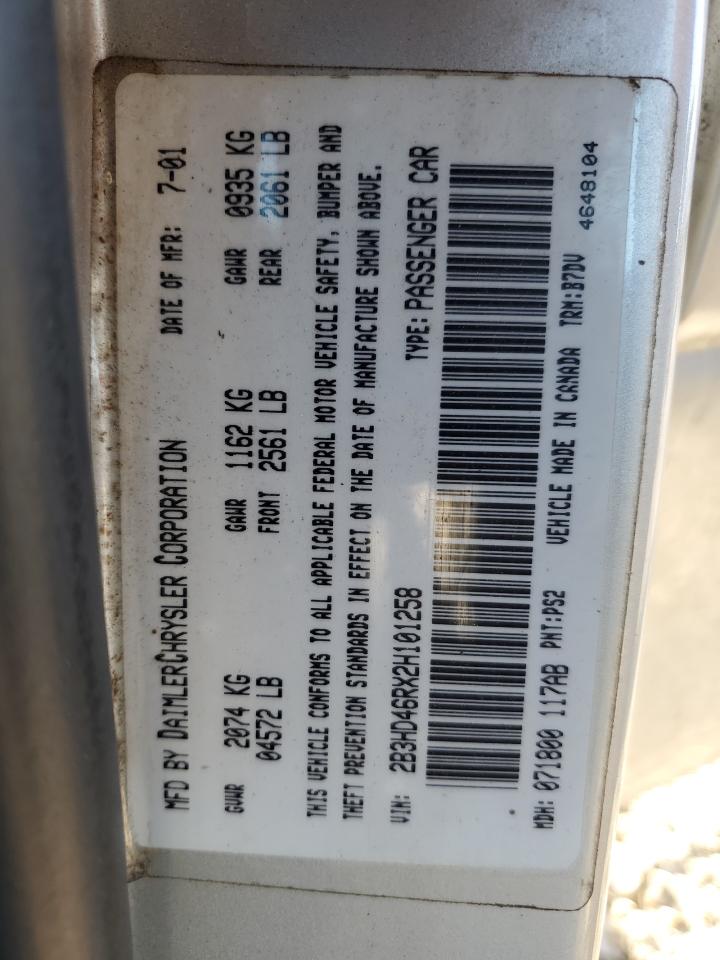 MFD BY DAIMLERCHRYSLER CORPORATION DATE OF MFR: 7-01
GVWR 2074 KG GAWR 1162 KG GAWR 0935 KG
04572 LB FRONT 2561 LB REAR 2061 LB
THIS VEHICLE CONFORMS TO ALL APPLICABLE FEDERAL MOTOR VEHICLE SAFETY, BUMPER AND
THEFT PREVENTION STANDARDS IN EFFECT ON THE DATE OF MANUFACTURE SHOWN ABOVE.
VIN: 2B3HD46RX2H101258 TYPE: PASSENGER CAR
MDH: 071800 117AB PNT:PS2 VEHICLE MADE IN CANADA TRM:B7DV
4648104